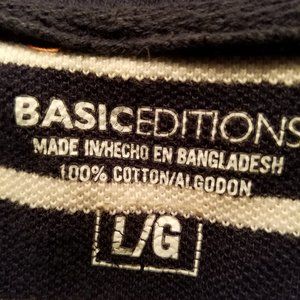 BASICEDITIONS
MADE IN/HECHO EN BANGLADESH
100% COTTON/ALGODON
L/G